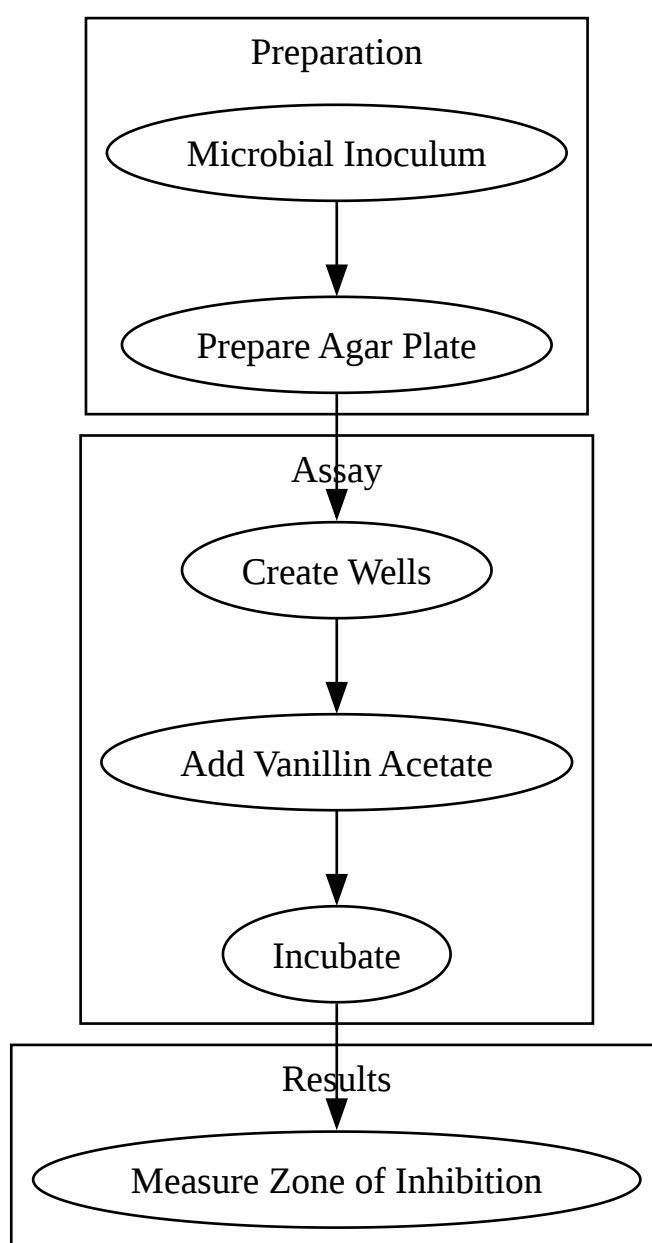 Preparation
Microbial Inoculum
Prepare Agar Plate
Assay
Create Wells
Add Vanillin Acetate
Incubate
Results
Measure Zone of Inhibition